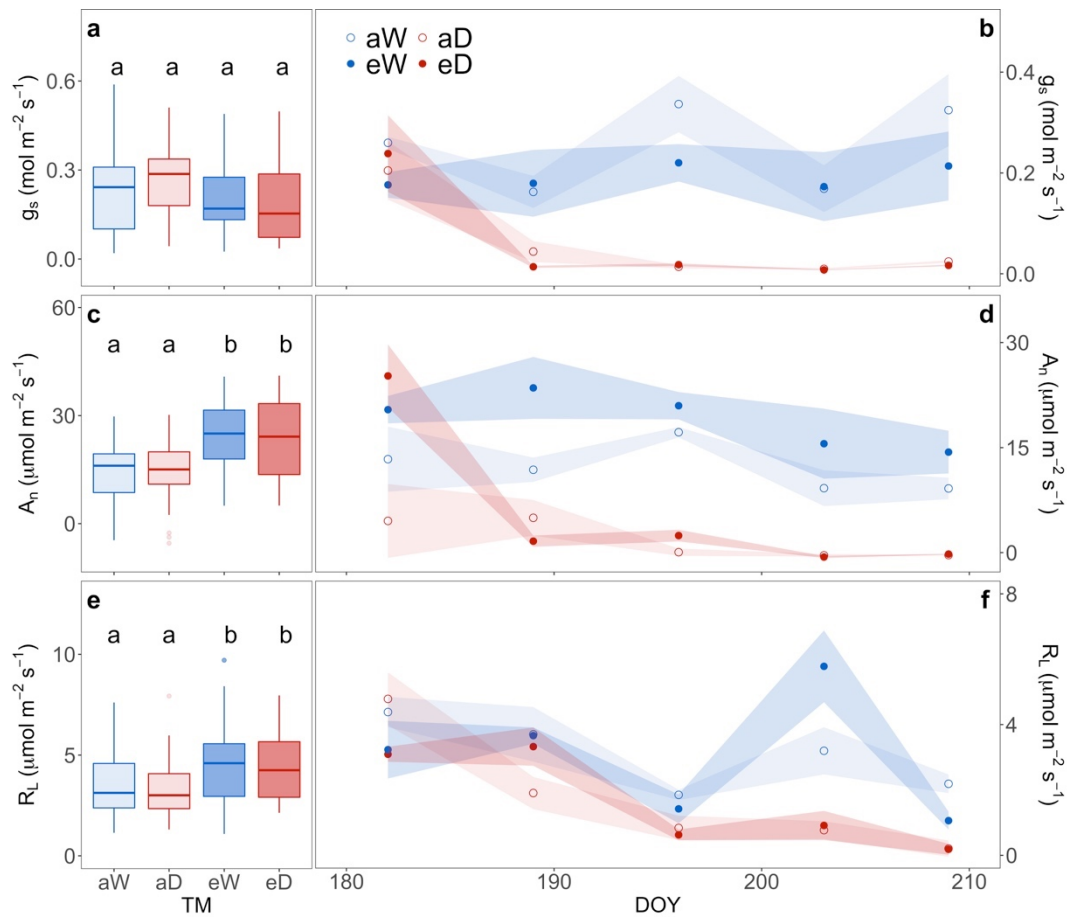 a
a a a a
0.6
0.3
0.0
gₛ (mol m⁻² s⁻¹)
aW aD
eW eD
b
0.4
0.2
0.0
gₛ (mol m⁻² s⁻¹)
c
a a b b
60
30
0
Aₙ (μmol m⁻² s⁻¹)
d
30
15
0
Aₙ (μmol m⁻² s⁻¹)
e
a a b b
10
5
0
R_L (μmol m⁻² s⁻¹)
f
8
4
0
R_L (μmol m⁻² s⁻¹)
aW aD eW eD
TM
180 190 200 210
DOY